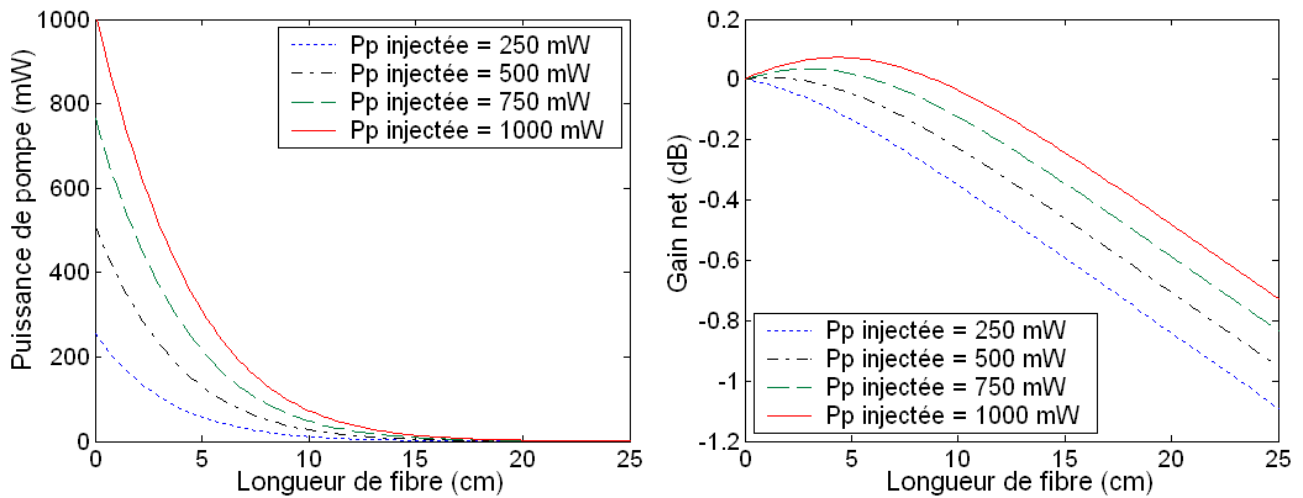 1000
800
600
400
200
0
Puissance de pompe (mW)
Pp injectée = 250 mW
Pp injectée = 500 mW
Pp injectée = 750 mW
Pp injectée = 1000 mW
0 5 10 15 20 25
Longueur de fibre (cm)
0.2
0
-0.2
-0.4
-0.6
-0.8
-1
-1.2
Gain net (dB)
Pp injectée = 250 mW
Pp injectée = 500 mW
Pp injectée = 750 mW
Pp injectée = 1000 mW
0 5 10 15 20 25
Longueur de fibre (cm)